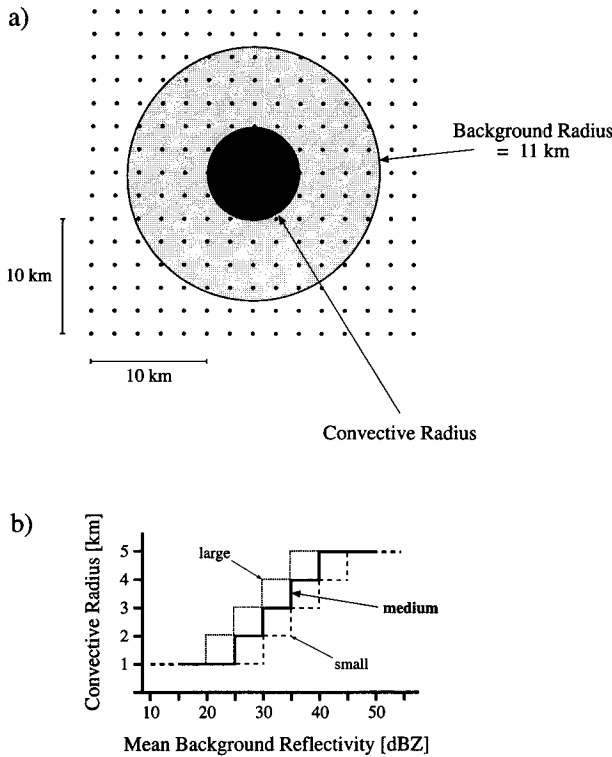 a)
Background Radius
= 11 km
10 km
10 km
Convective Radius
b)
Convective Radius [km]
5
4
3
2
1
large
medium
small
10 20 30 40 50
Mean Background Reflectivity [dBZ]